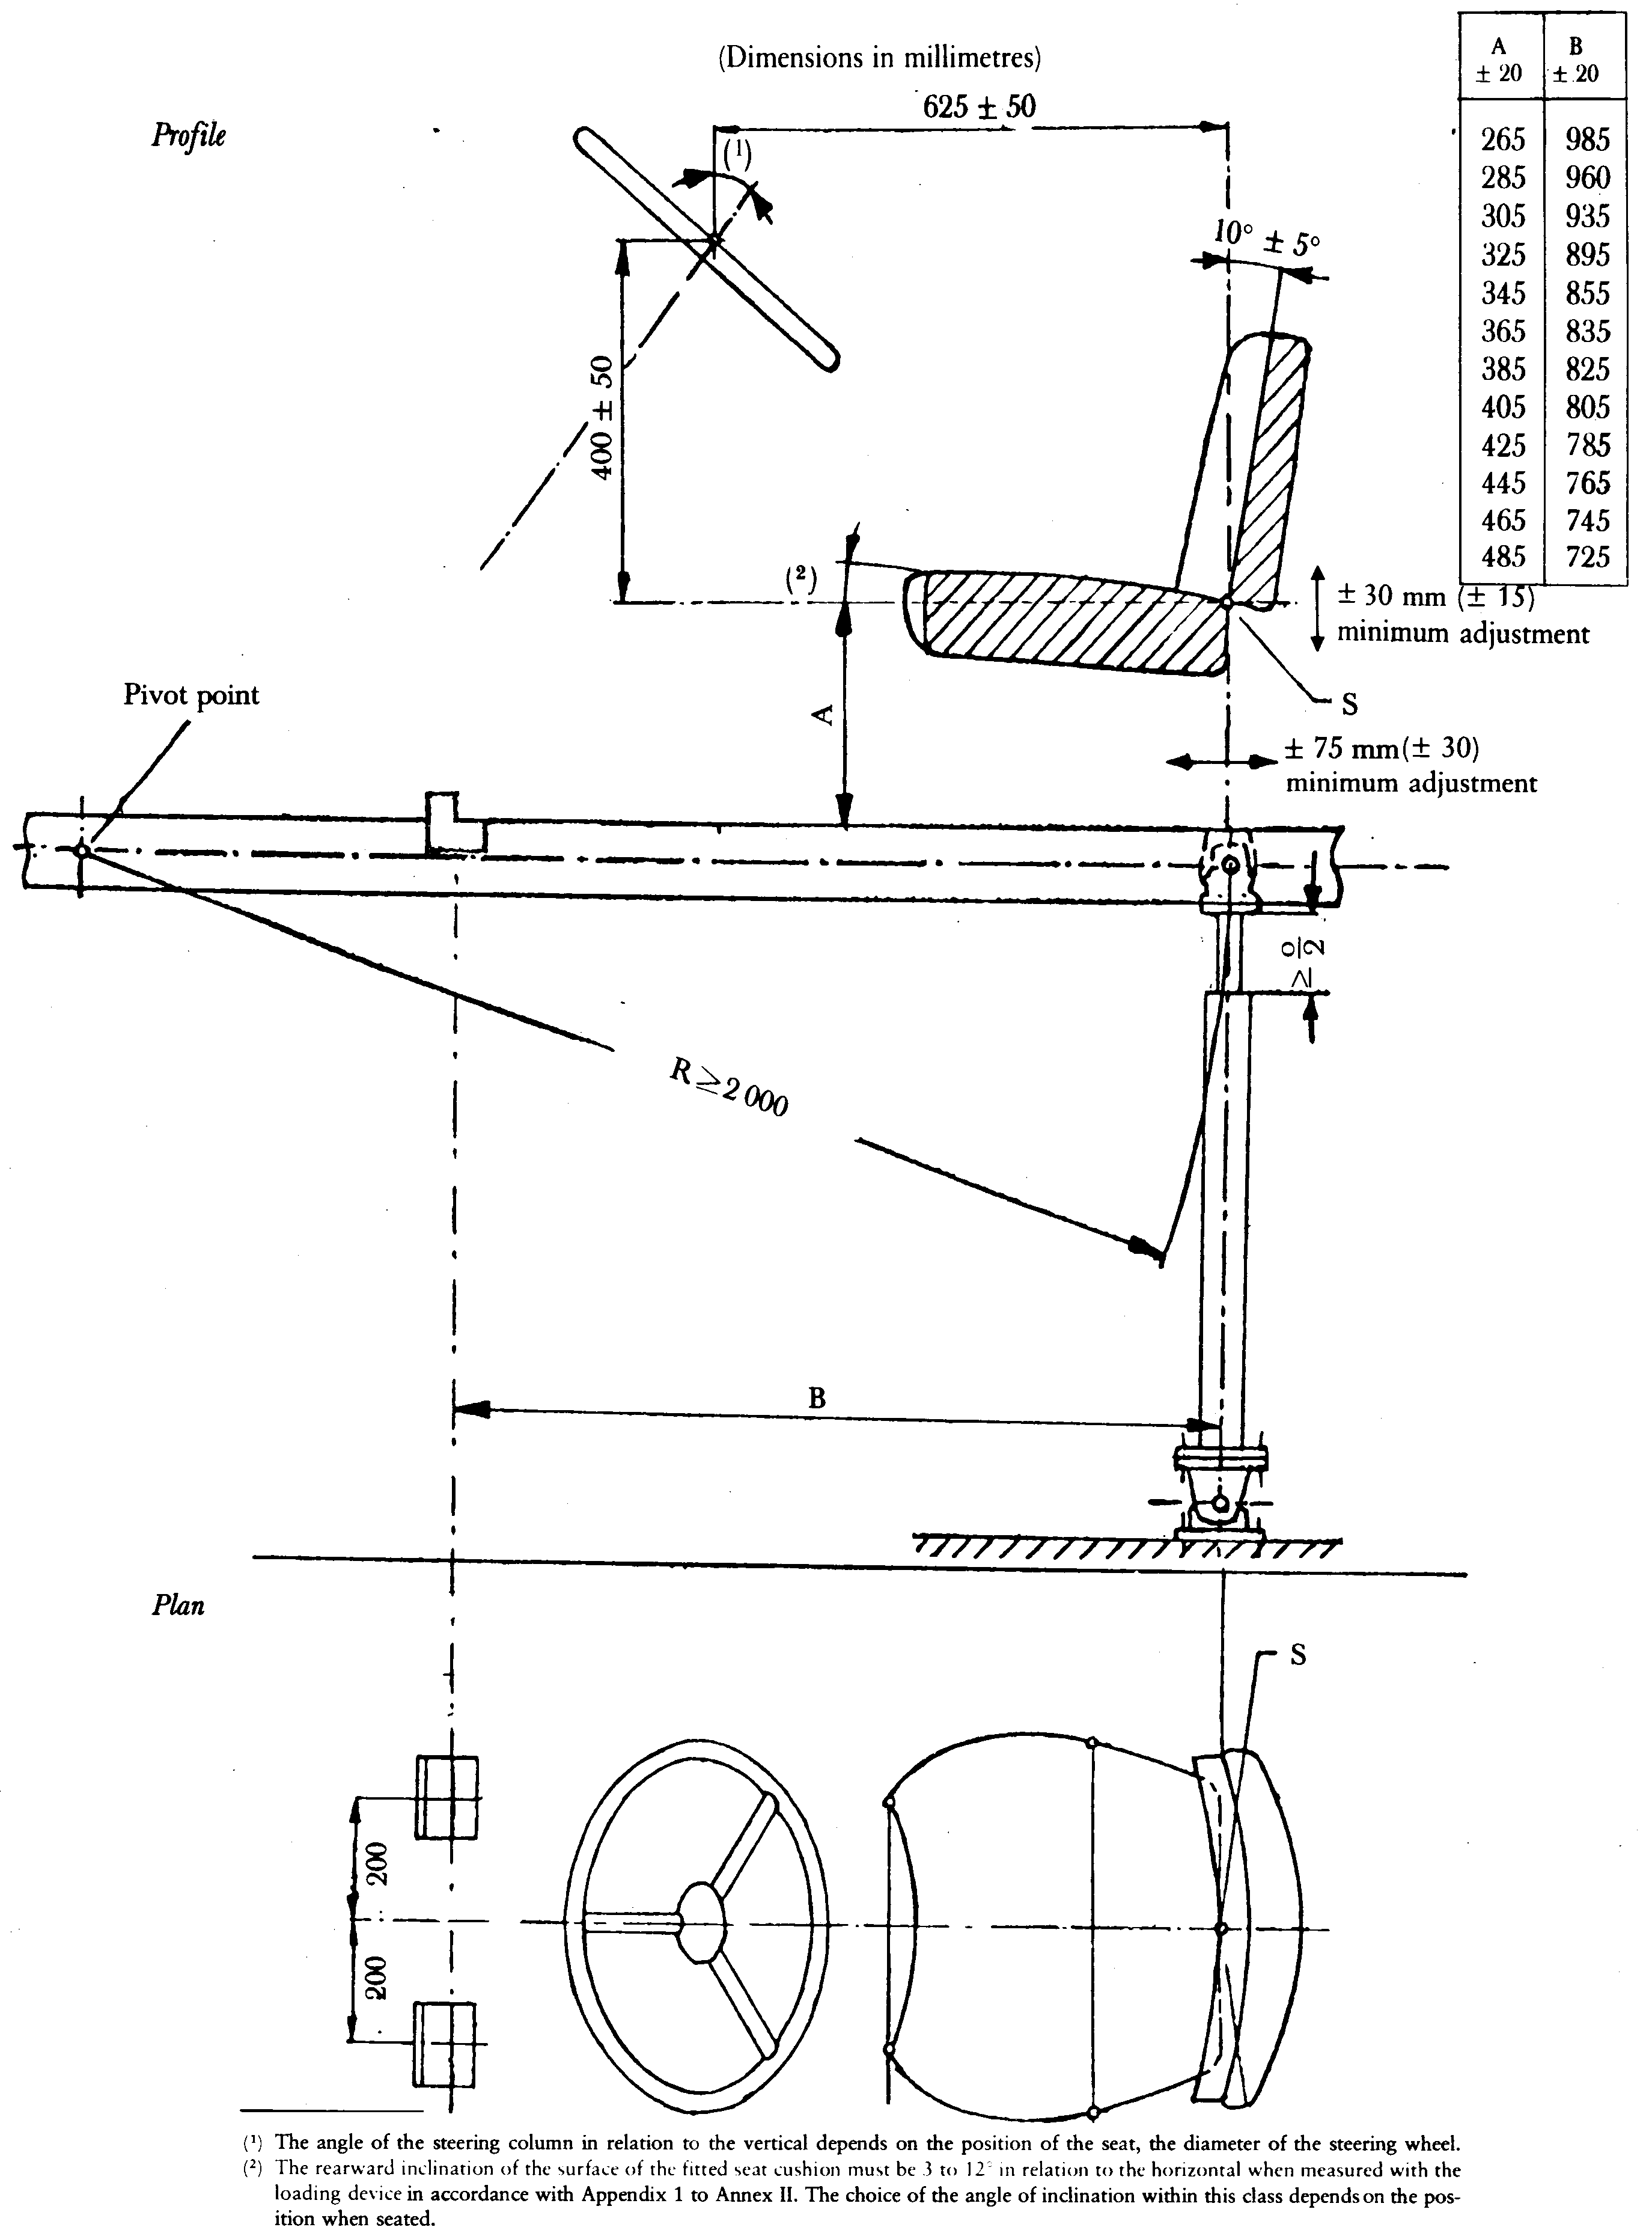 (Dimensions in millimetres)
A B
± 20 ± 20
265 985
285 960
305 935
325 895
345 855
365 835
385 825
405 805
425 785
445 765
465 745
485 725
Profile
625 ± 50
(1)
10° ± 5°
400 ± 50
(2)
± 30 mm (± 15)
minimum adjustment
S
Pivot point
A
± 75 mm (± 30)
minimum adjustment
≥ 0/2
R ≥ 2 000
B
Plan
S
200
200
(1) The angle of the steering column in relation to the vertical depends on the position of the seat, the diameter of the steering wheel.
(2) The rearward inclination of the surface of the fitted seat cushion must be 3 to 12° in relation to the horizontal when measured with the
loading device in accordance with Appendix 1 to Annex II. The choice of the angle of inclination within this class depends on the pos-
ition when seated.